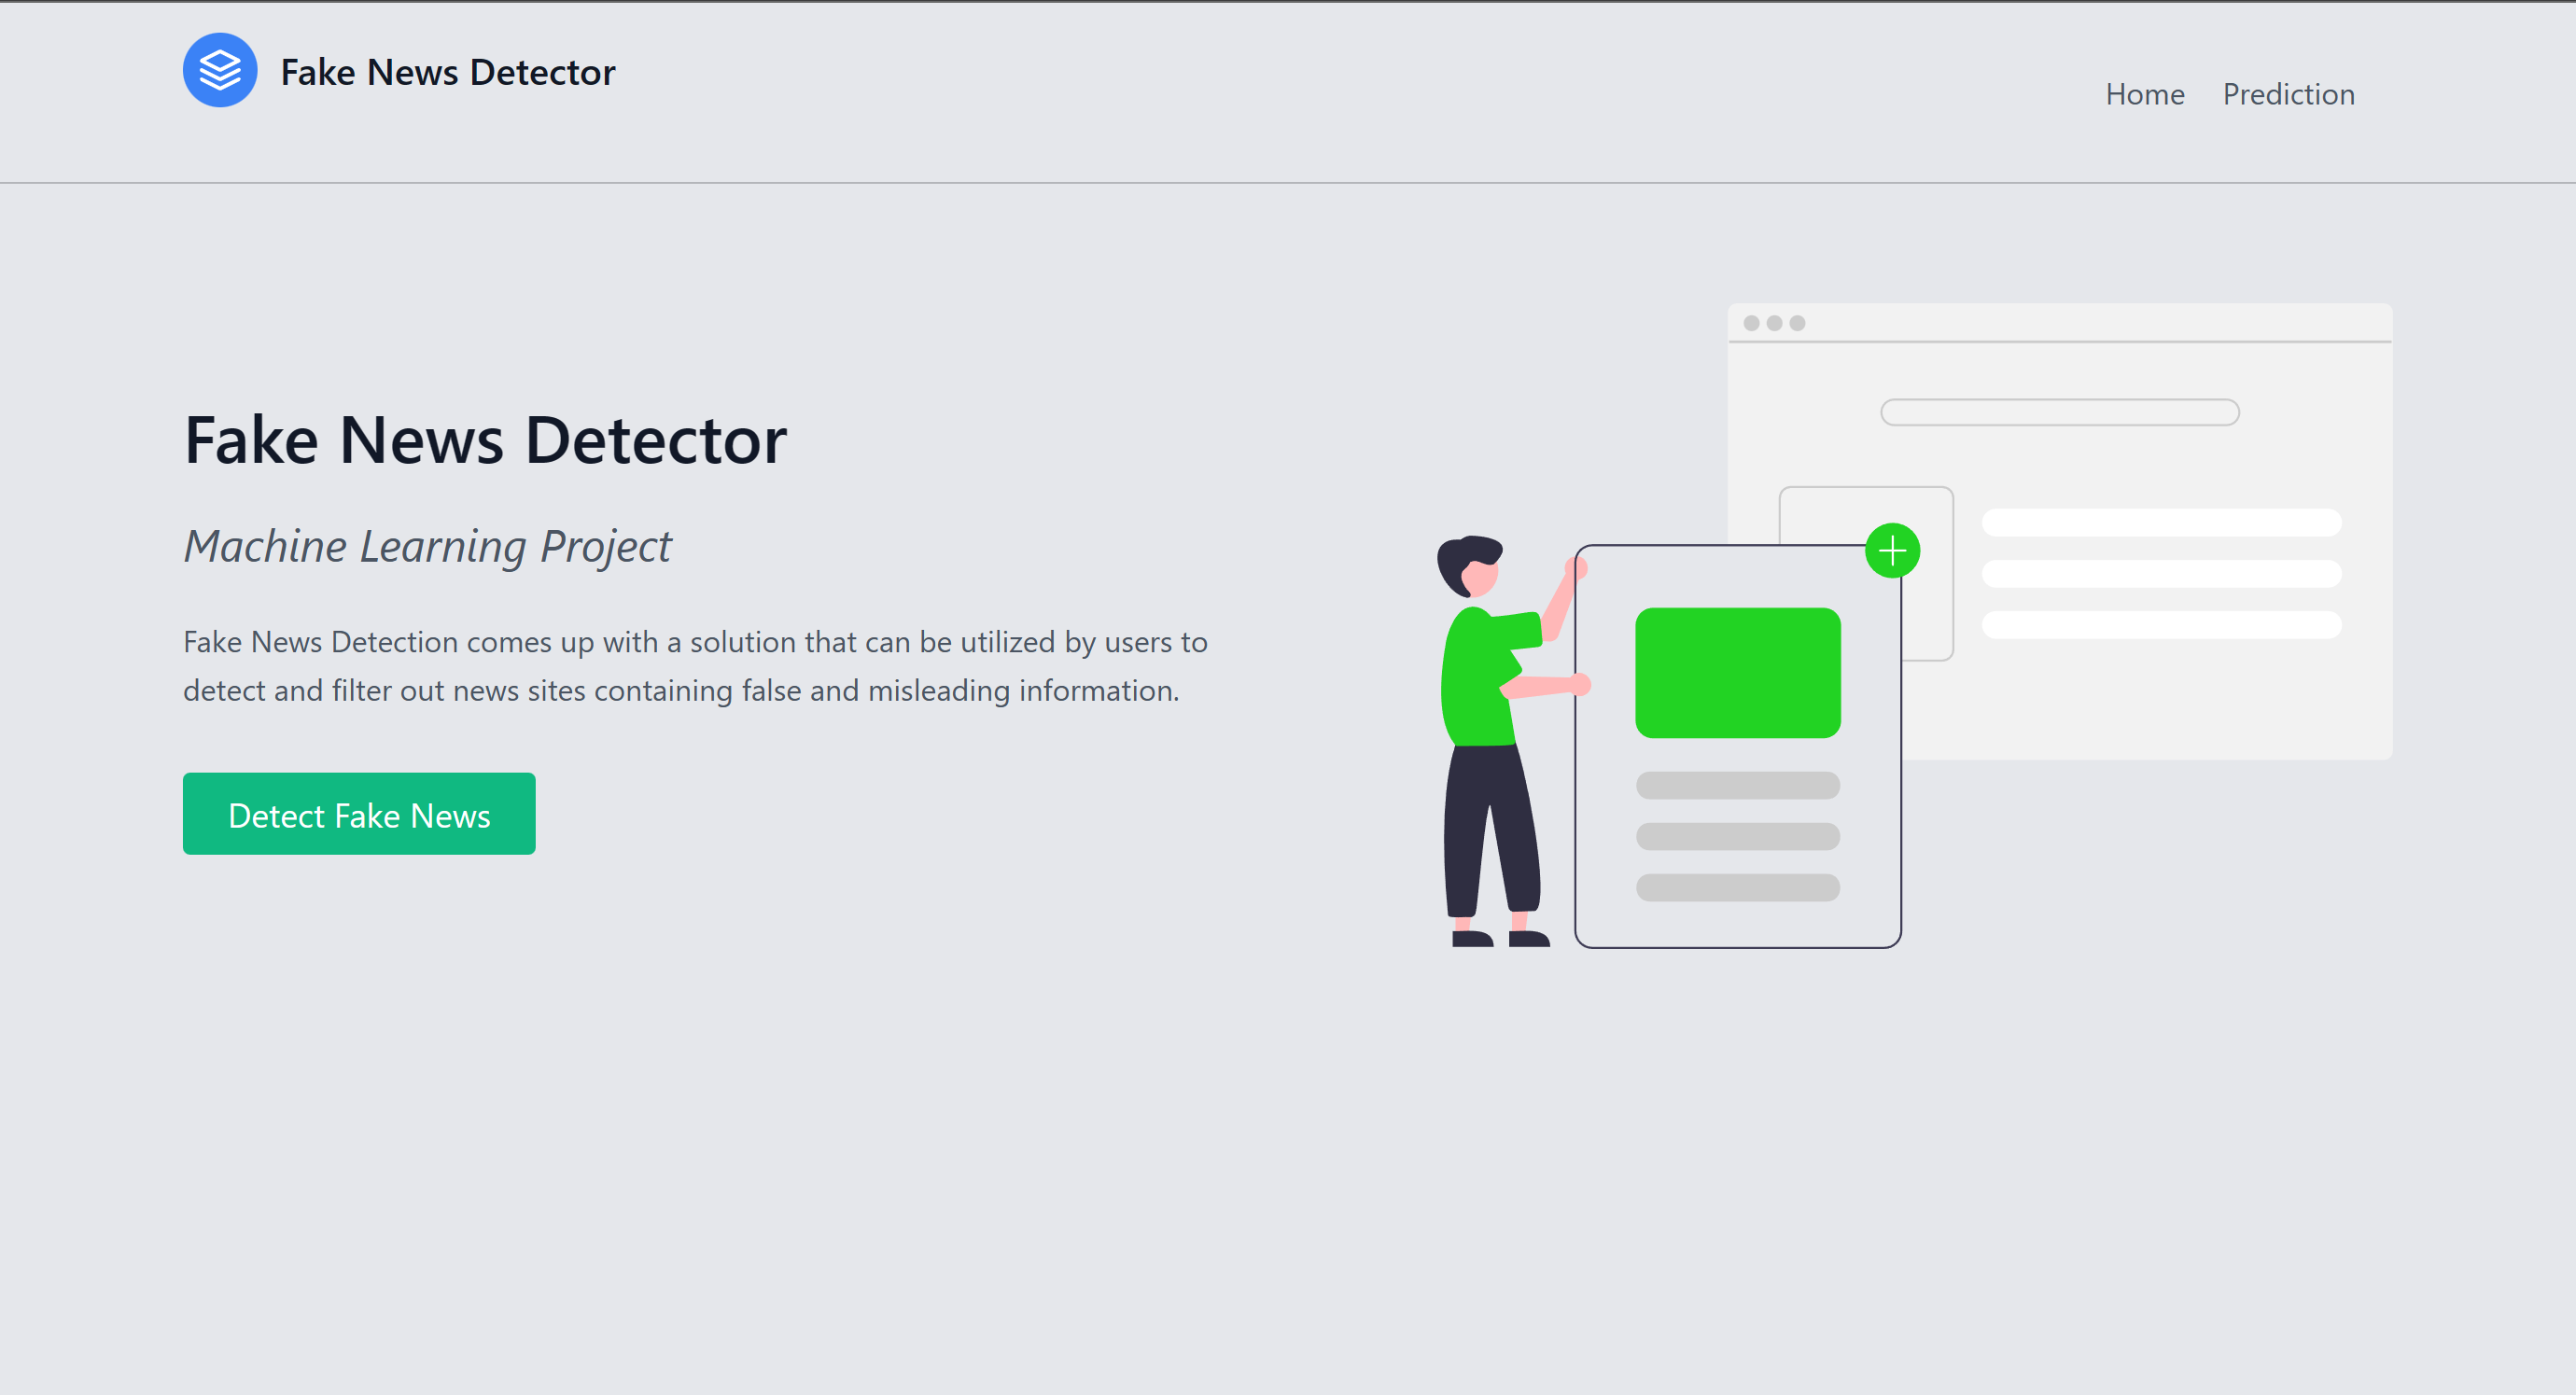 Fake News Detector
Home Prediction
Fake News Detector
Machine Learning Project
Fake News Detection comes up with a solution that can be utilized by users to
detect and filter out news sites containing false and misleading information.
Detect Fake News